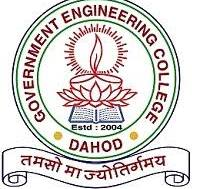 GOVERNMENT ENGINEERING COLLEGE
Estd : 2004
DAHOD
तमसो मा ज्योतिर्गमय